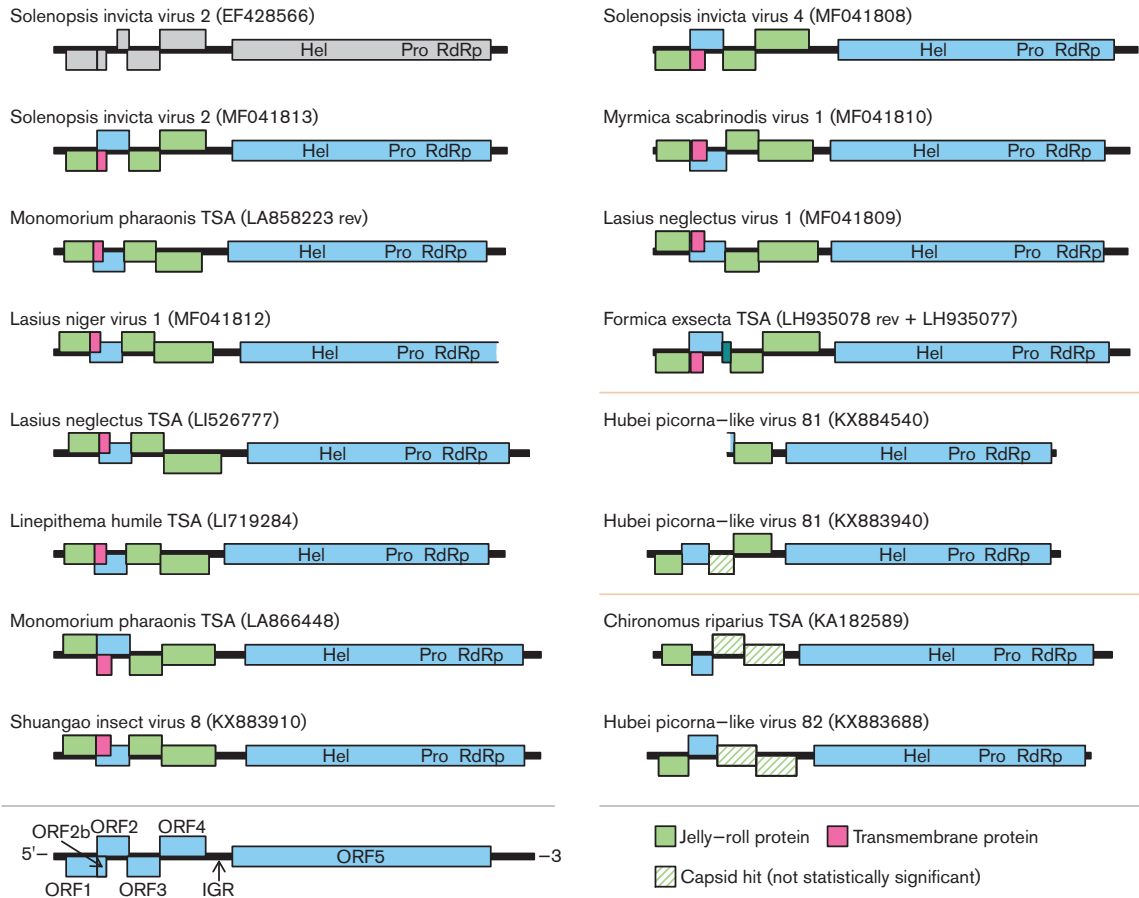 Solenopsis invicta virus 2 (EF428566)
Hel Pro RdRp
Solenopsis invicta virus 2 (MF041813)
Hel Pro RdRp
Monomorium pharaonis TSA (LA858223 rev)
Hel Pro RdRp
Lasius niger virus 1 (MF041812)
Hel Pro RdRp
Lasius neglectus TSA (LI526777)
Hel Pro RdRp
Linepithema humile TSA (LI719284)
Hel Pro RdRp
Monomorium pharaonis TSA (LA866448)
Hel Pro RdRp
Shuangao insect virus 8 (KX883910)
Hel Pro RdRp
ORF2b ORF2 ORF4
5'– ORF5 –3
ORF1 ORF3 IGR
Solenopsis invicta virus 4 (MF041808)
Hel Pro RdRp
Myrmica scabrinodis virus 1 (MF041810)
Hel Pro RdRp
Lasius neglectus virus 1 (MF041809)
Hel Pro RdRp
Formica exsecta TSA (LH935078 rev + LH935077)
Hel Pro RdRp
Hubei picorna–like virus 81 (KX884540)
Hel Pro RdRp
Hubei picorna–like virus 81 (KX883940)
Hel Pro RdRp
Chironomus riparius TSA (KA182589)
Hel Pro RdRp
Hubei picorna–like virus 82 (KX883688)
Hel Pro RdRp
Jelly–roll protein Transmembrane protein
Capsid hit (not statistically significant)